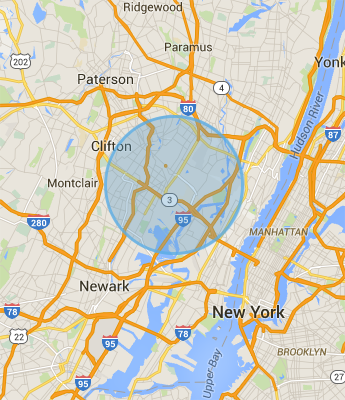 Ridgewood
Paramus
202
Yonk
Paterson
4
80
Hudson River
87
Clifton
Montclair
3
280
95
MANHATTAN
Newark
78
New York
22
78
95
BROOKLYN
Upper Bay
95
27